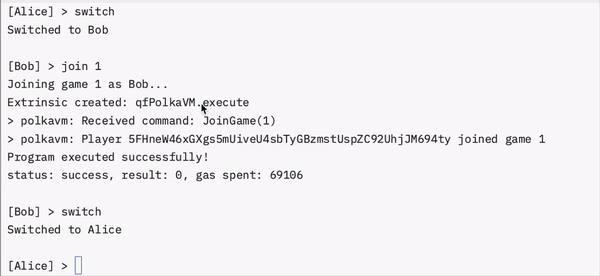 [Alice] > switch
Switched to Bob
[Bob] > join 1
Joining game 1 as Bob...
Extrinsic created: qfPolkaVM.execute
> polkavm: Received command: JoinGame(1)
> polkavm: Player 5FHneW46xGXgs5mUiveU4sbTyGBzmstUspZC92UhjJM694ty joined game 1
Program executed successfully!
status: success, result: 0, gas spent: 69106
[Bob] > switch
Switched to Alice
[Alice] >